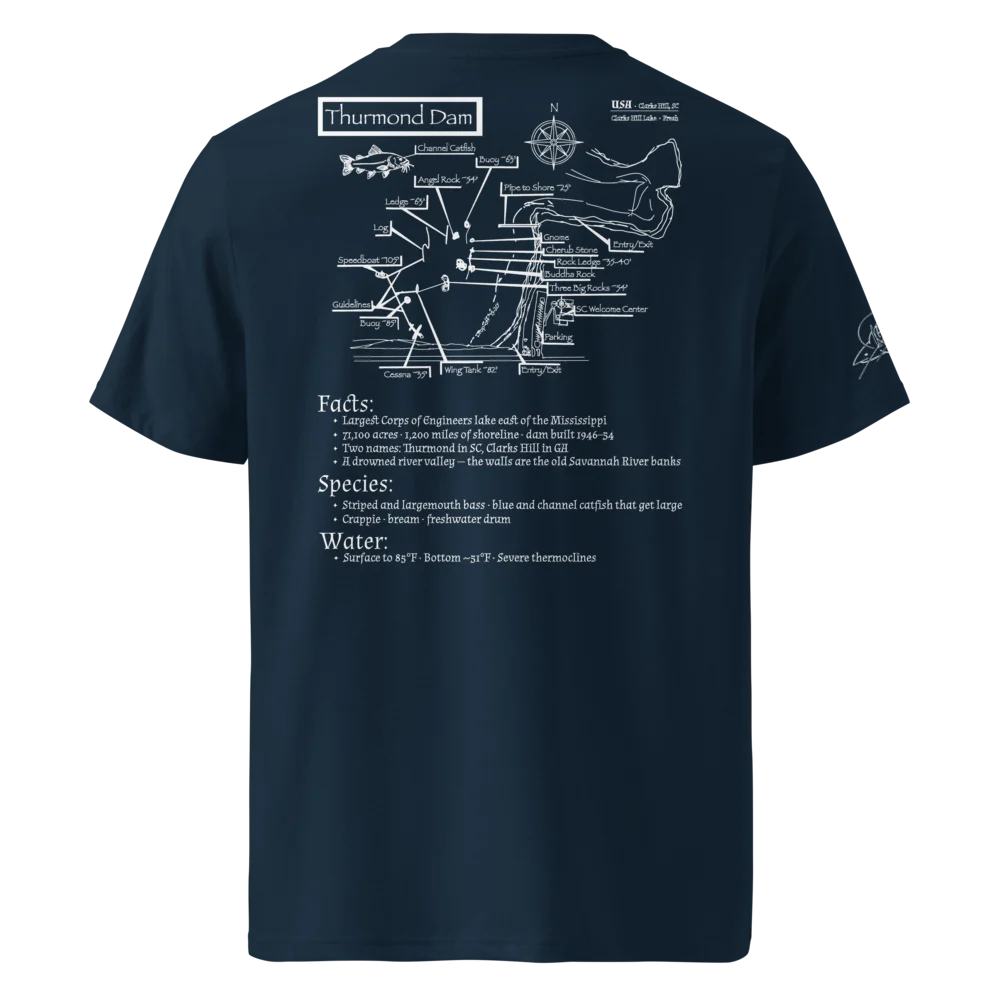 Thurmond Dam
N
USA · Clarks Hill, SC
Clarks Hill Lake · Fresh
Channel Catfish
Buoy ~65'
Angel Rock ~54'
Pipe to Shore ~25'
Ledge ~65'
Log
Gnome
Entry/Exit
Cherub Stone
Speedboat ~105'
Rock Ledge ~35-40'
Buddha Rock
Three Big Rocks ~54'
Guidelines
SC Welcome Center
Buoy ~85'
Parking
Cessna ~35'
Wing Tank ~82'
Entry/Exit
Facts:
✦ Largest Corps of Engineers lake east of the Mississippi
✦ 71,100 acres · 1,200 miles of shoreline · dam built 1946–54
✦ Two names: Thurmond in SC, Clarks Hill in GA
✦ A drowned river valley — the walls are the old Savannah River banks
Species:
✦ Striped and largemouth bass · blue and channel catfish that get large
✦ Crappie · bream · freshwater drum
Water:
✦ Surface to 85°F · Bottom ~51°F · Severe thermoclines